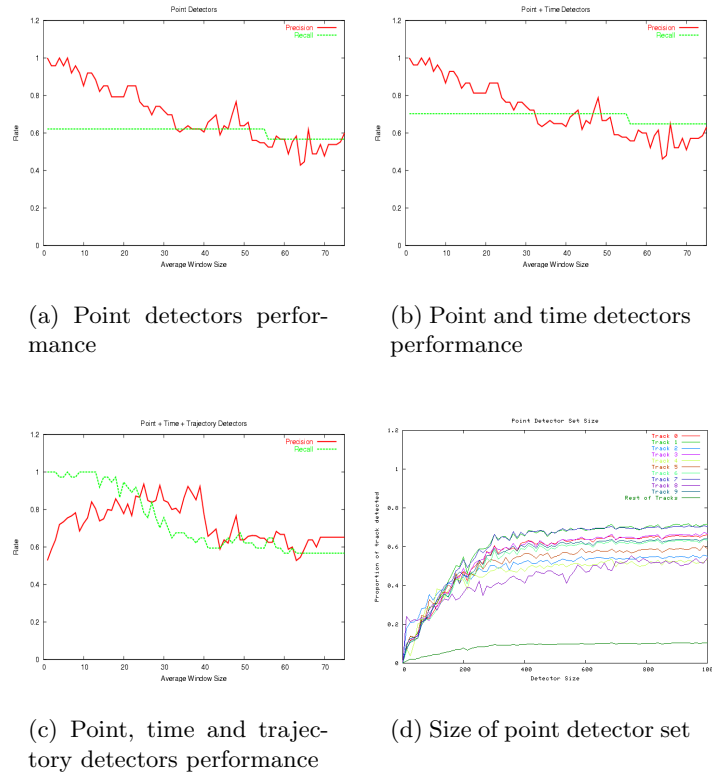 Point Detectors
1.2
1
0.8
0.6
0.4
0.2
0
Rate
0 10 20 30 40 50 60 70
Average Window Size
Precision
Recall
(a) Point detectors perfor-
mance
Point + Time Detectors
1.2
1
0.8
0.6
0.4
0.2
0
Rate
0 10 20 30 40 50 60 70
Average Window Size
Precision
Recall
(b) Point and time detectors
performance
Point + Time + Trajectory Detectors
1.2
1
0.8
0.6
0.4
0.2
0
Rate
0 10 20 30 40 50 60 70
Average Window Size
Precision
Recall
(c) Point, time and trajec-
tory detectors performance
Point Detector Set Size
1.2
1
0.8
0.6
0.4
0.2
0
Proportion of track detected
0 200 400 600 800 100
Detector Size
Track 0
Track 1
Track 2
Track 3
Track 5
Track 6
Track 7
Track 8
Track 9
Rest of Tracks
(d) Size of point detector set